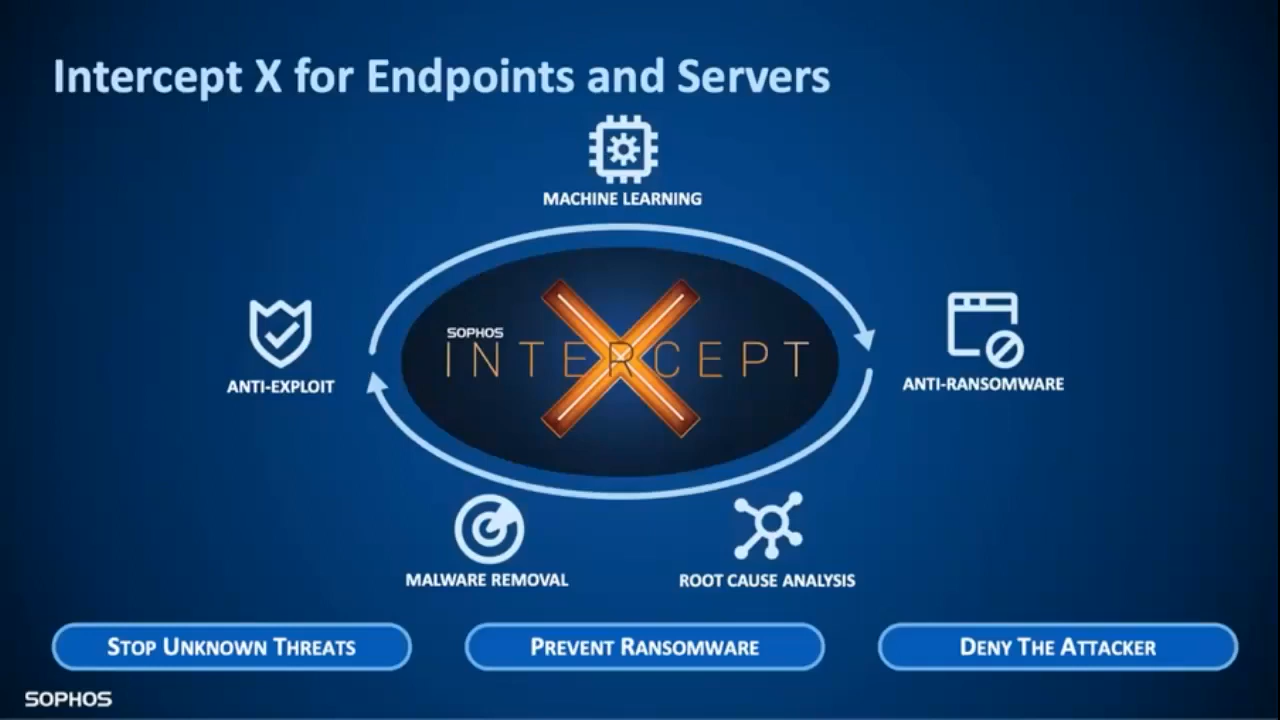 Intercept X for Endpoints and Servers
MACHINE LEARNING
SOPHOS
INTERCEPT
X
ANTI-EXPLOIT
ANTI-RANSOMWARE
MALWARE REMOVAL
ROOT CAUSE ANALYSIS
STOP UNKNOWN THREATS
PREVENT RANSOMWARE
DENY THE ATTACKER
SOPHOS